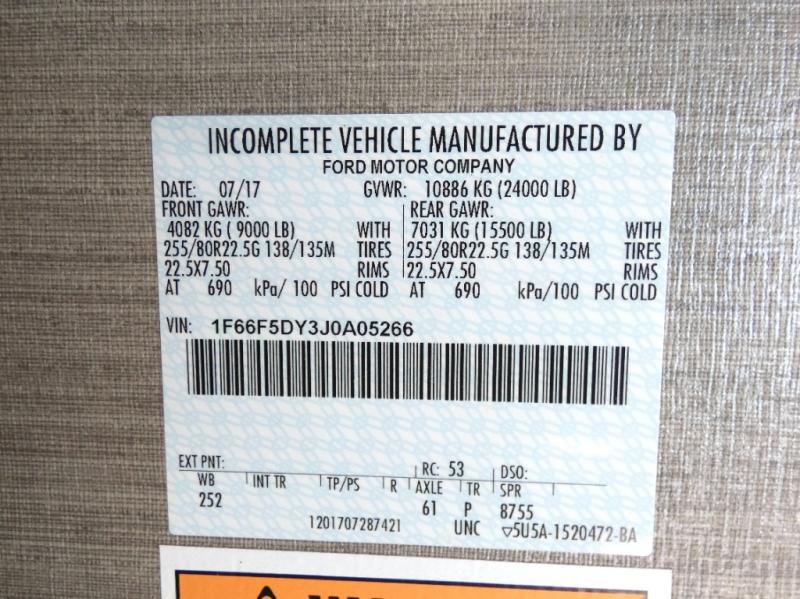 INCOMPLETE VEHICLE MANUFACTURED BY
FORD MOTOR COMPANY
DATE: 07/17 GVWR: 10886 KG (24000 LB)
FRONT GAWR: REAR GAWR:
4082 KG ( 9000 LB) WITH 7031 KG (15500 LB) WITH
255/80R22.5G 138/135M TIRES 255/80R22.5G 138/135M TIRES
22.5X7.50 RIMS 22.5X7.50 RIMS
AT 690 kPa/ 100 PSI COLD AT 690 kPa/100 PSI COLD
VIN: 1F66F5DY3J0A05266
EXT PNT: RC: 53 DSO:
WB INT TR TP/PS R AXLE TR SPR
252 61 P 8755
1201707287421 UNC ▽5U5A-1520472-BA